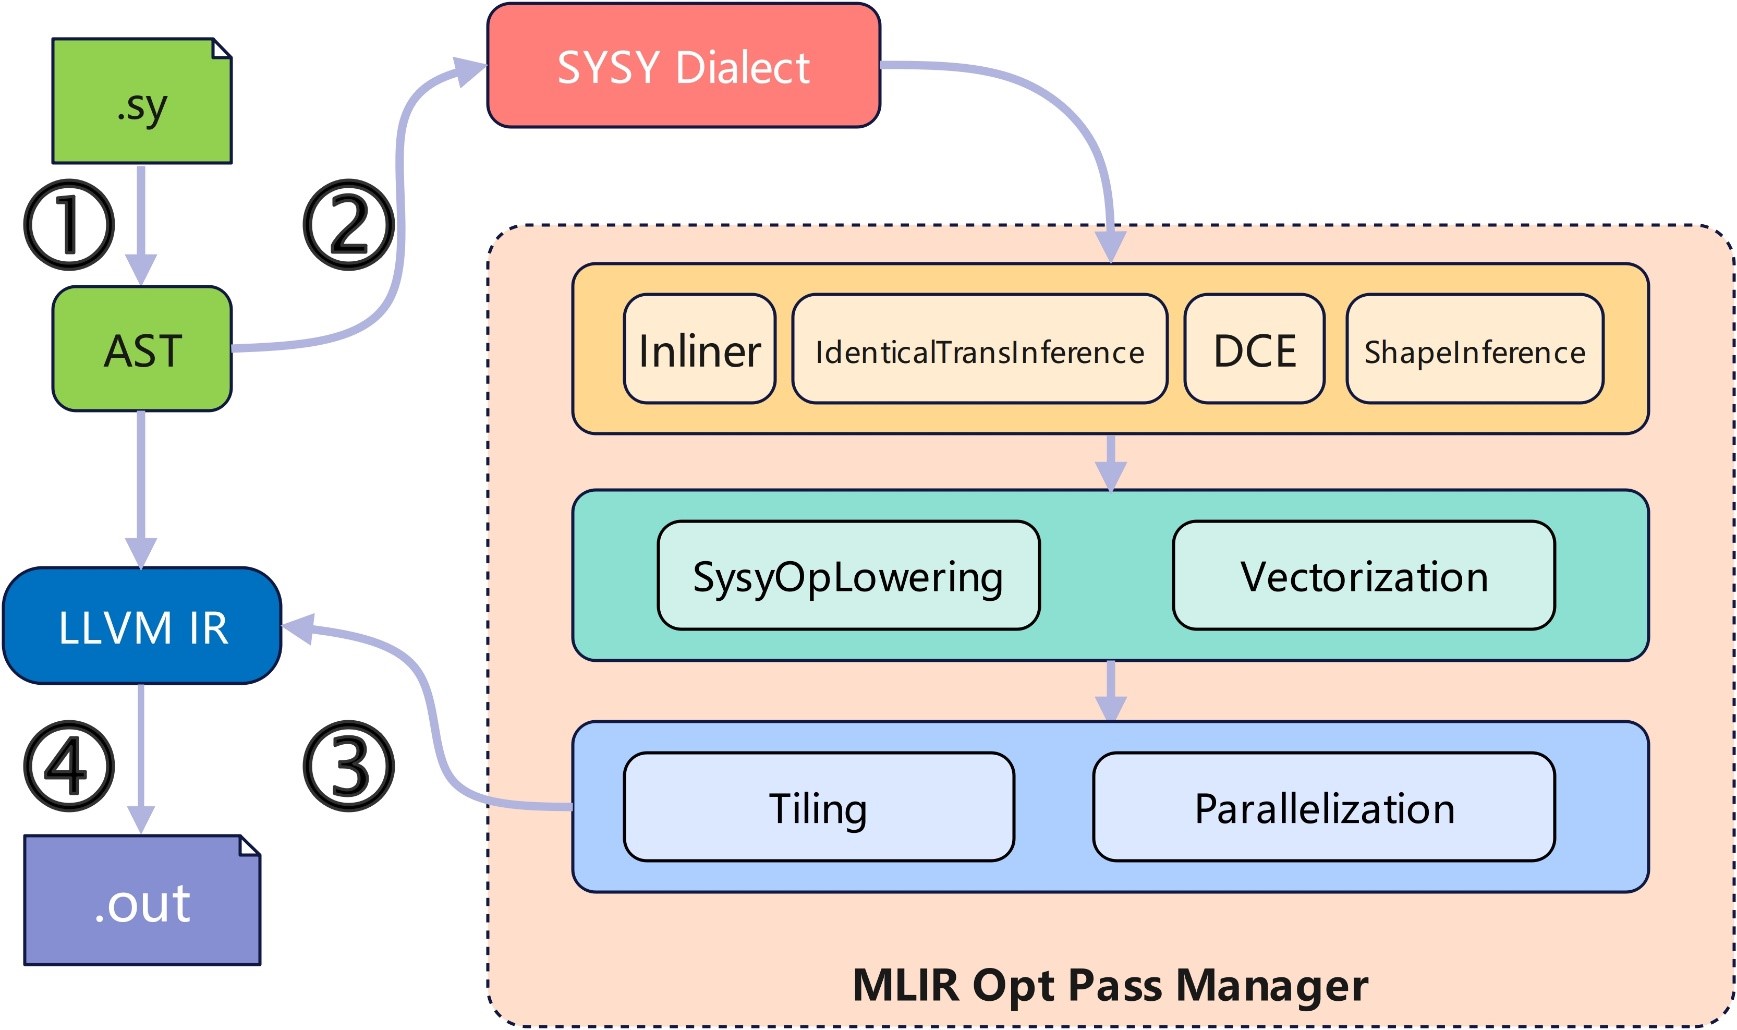 .sy
SYSY Dialect
①
②
AST
Inliner
IdenticalTransInference
DCE
ShapeInference
SysyOpLowering
Vectorization
LLVM IR
④
③
Tiling
Parallelization
.out
MLIR Opt Pass Manager